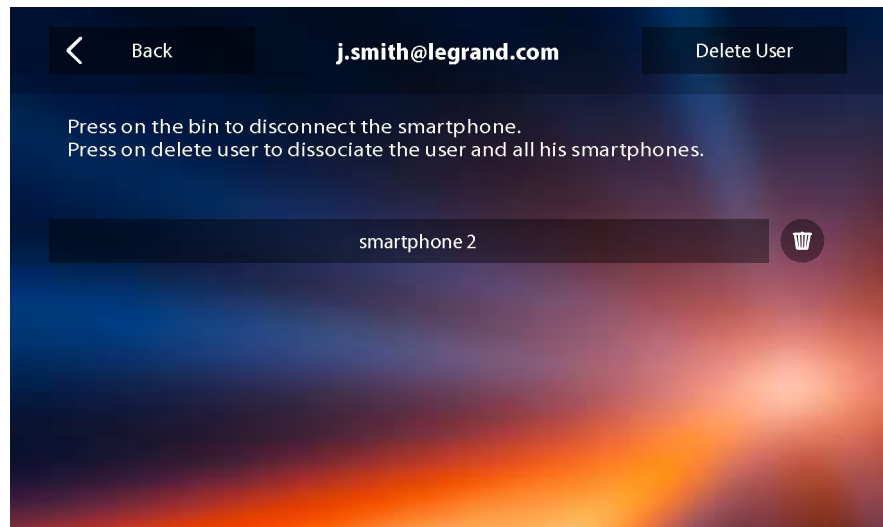 Back
j.smith@legrand.com
Delete User
Press on the bin to disconnect the smartphone.
Press on delete user to dissociate the user and all his smartphones.
smartphone 2